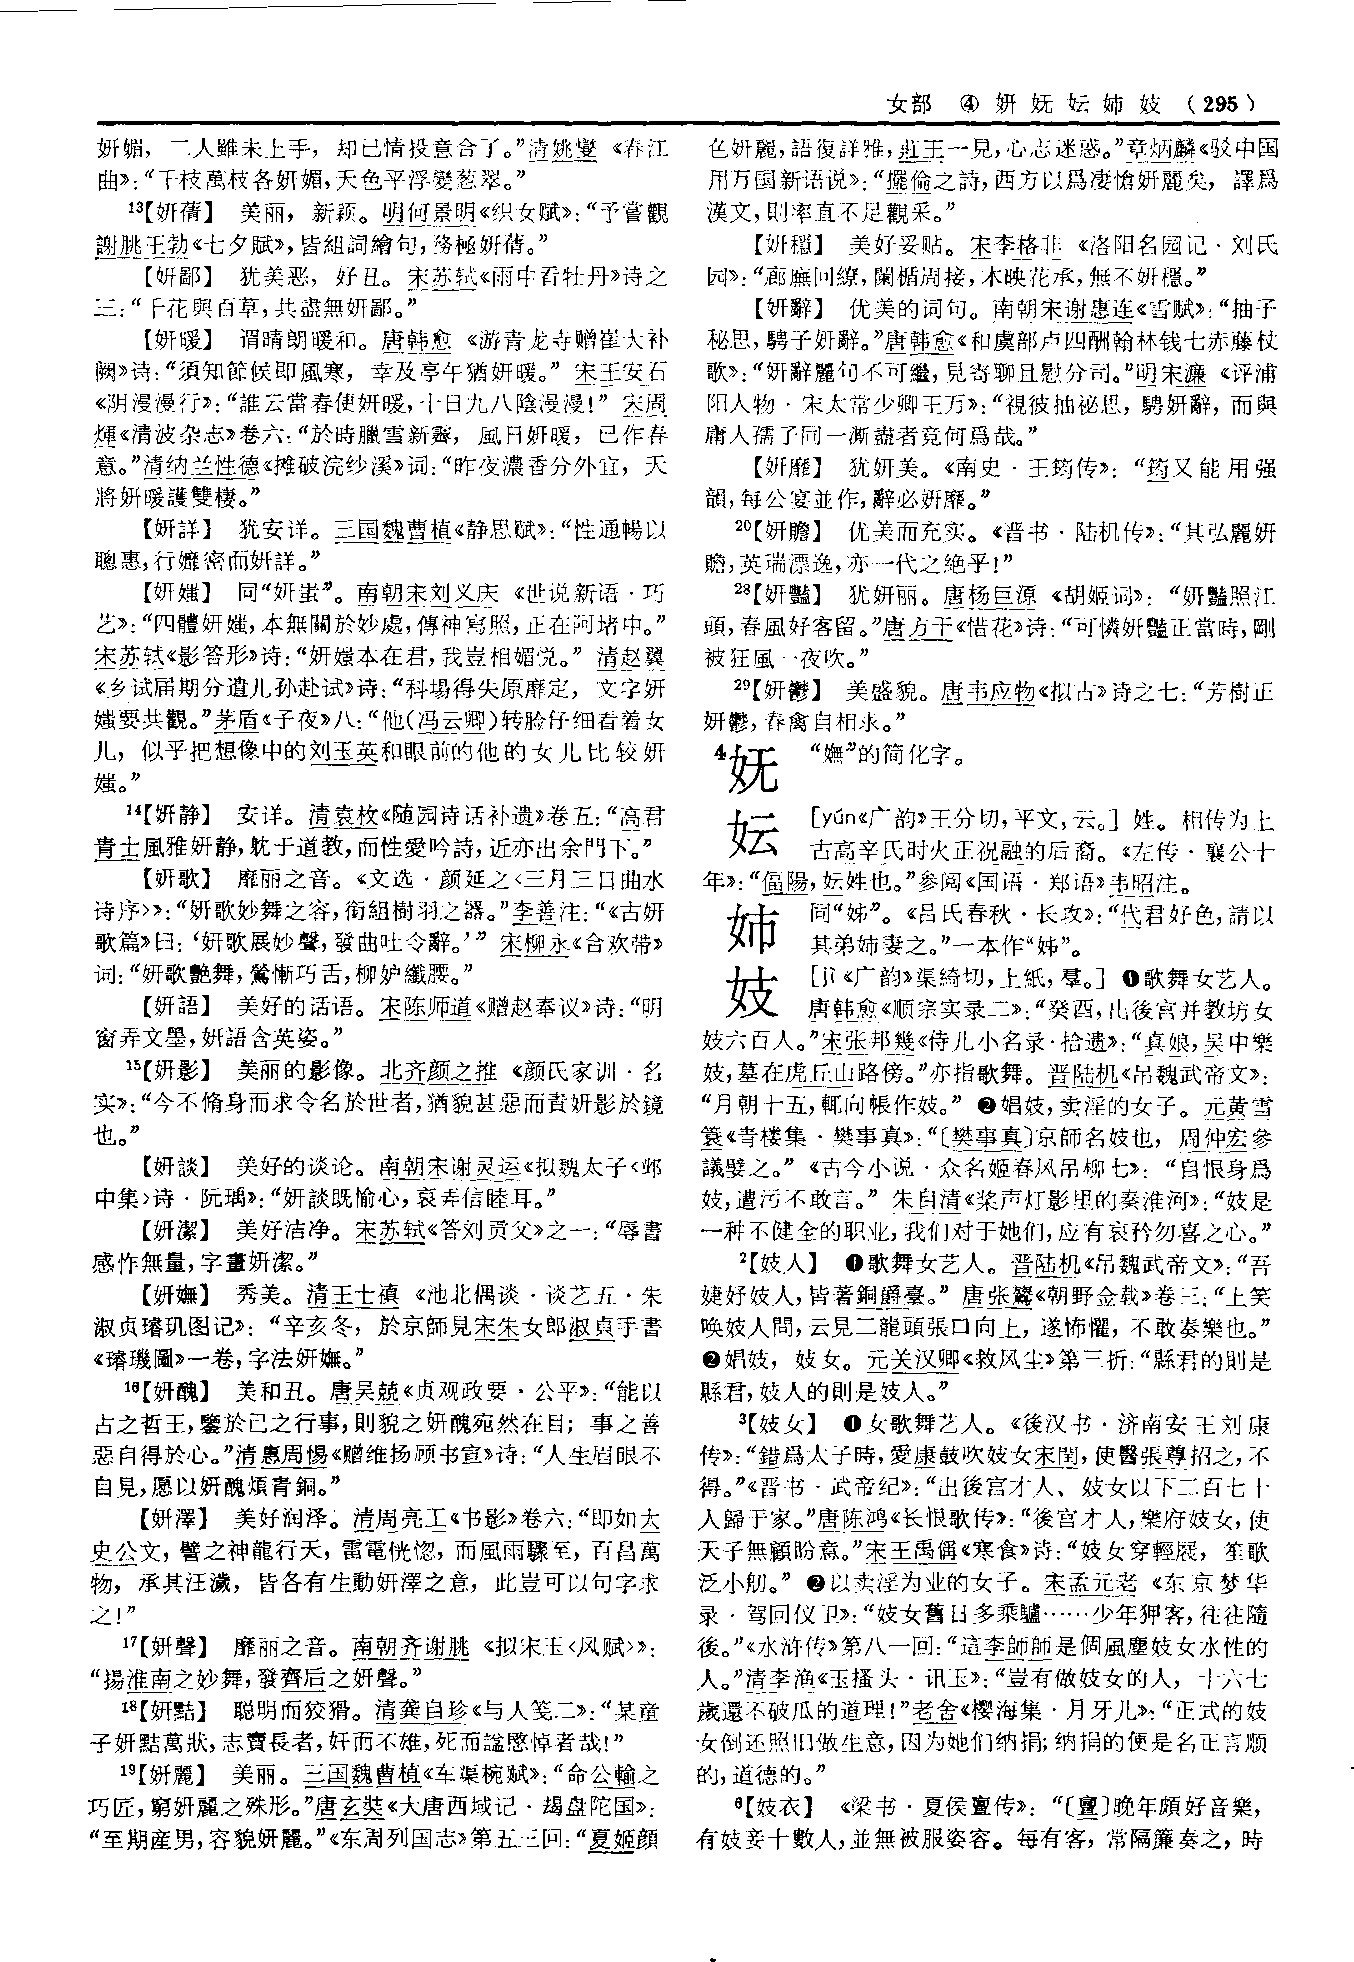 女部 ④ 妍妩妘姉妓（295）
妍媚，二人雖未上手，却已情投意合了。”清姚燮《春江
曲》：“千枝萬枝各妍媚，天色平浮變葱翠。”
13【妍蒨】 美丽，新颖。明何景明《织女赋》：“予嘗觀
謝朓王勃《七夕賦》，皆組詞繪句，務極妍蒨。”
【妍鄙】 犹美恶，好丑。宋苏轼《雨中看牡丹》诗之
三：“千花與百草，共盡無妍鄙。”
【妍暖】 谓晴朗暖和。唐韩愈《游青龙寺赠崔大补
阙》诗：“須知節候即風寒，幸及亭午猶妍暖。”宋王安石
《阴漫漫行》：“誰云當春便妍暖，十日九八陰漫漫！”宋周
煇《清波杂志》卷六：“於時臘雪新霽，風日妍暖，已作春
意。”清纳兰性德《摊破浣纱溪》词：“昨夜濃香分外宜，天
將妍暖護雙棲。”
【妍詳】 犹安详。三国魏曹植《静思赋》：“性通暢以
聰惠，行孊密而妍詳。”
【妍媸】 同“妍蚩”。南朝宋刘义庆《世说新语·巧
艺》：“四體妍媸，本無關於妙處，傳神寫照，正在阿堵中。”
宋苏轼《影答形》诗：“妍媸本在君，我豈相媚悦。”清赵翼
《乡试届期分遣儿孙赴试》诗：“科場得失原靡定，文字妍
媸要共觀。”茅盾《子夜》八：“他（冯云卿）转脸仔细看着女
儿，似乎把想像中的刘玉英和眼前的他的女儿比较妍
媸。”
14【妍静】 安详。清袁枚《随园诗话补遗》卷五：“高君
青士風雅妍静，躭于道教，而性愛吟詩，近亦出余門下。”
【妍歌】 靡丽之音。《文选·颜延之〈三月三日曲水
诗序〉》：“妍歌妙舞之容，銜組樹羽之器。”李善注：“《古妍
歌篇》曰：‘妍歌展妙聲，發曲吐令辭。’”宋柳永《合欢带》
词：“妍歌艷舞，鶯慚巧舌，柳妒纖腰。”
【妍語】 美好的话语。宋陈师道《赠赵奉议》诗：“明
窗弄文墨，妍語含英姿。”
15【妍影】 美丽的影像。北齐颜之推《颜氏家训·名
实》：“今不脩身而求令名於世者，猶貌甚惡而責妍影於鏡
也。”
【妍談】 美好的谈论。南朝宋谢灵运《拟魏太子〈邺
中集〉诗·阮瑀》：“妍談既愉心，哀弄信睦耳。”
【妍潔】 美好洁净。宋苏轼《答刘贡父》之一：“辱書
感怍無量，字畫妍潔。”
【妍嫵】 秀美。清王士禛《池北偶谈·谈艺五·朱
淑贞璿玑图记》：“辛亥冬，於京師見宋朱女郎淑貞手書
《璿璣圖》一卷，字法妍嫵。”
16【妍醜】 美和丑。唐吴兢《贞观政要·公平》：“能以
古之哲王，鑒於己之行事，則貌之妍醜宛然在目；事之善
惡自得於心。”清惠周惕《赠维扬顾书宣》诗：“人生眉眼不
自見，愿以妍醜煩青銅。”
【妍澤】 美好润泽。清周亮工《书影》卷六：“即如太
史公文，譬之神龍行天，雷電恍惚，而風雨驟至，百昌萬
物，承其汪濊，皆各有生動妍澤之意，此豈可以句字求
之！”
17【妍聲】 靡丽之音。南朝齐谢朓《拟宋玉〈风赋〉》：
“揚淮南之妙舞，發齊后之妍聲。”
18【妍黠】 聪明而狡猾。清龚自珍《与人笺二》：“某童
子妍黠萬狀，志賣長者，奸而不雄，死而謚愍悼者哉！”
19【妍麗】 美丽。三国魏曹植《车渠椀赋》：“命公輸之
巧匠，窮妍麗之殊形。”唐玄奘《大唐西域记·朅盘陀国》：
“至期産男，容貌妍麗。”《东周列国志》第五三回：“夏姬顔
色妍麗，語復詳雅，莊王一見，心志迷惑。”章炳麟《驳中国
用万国新语说》：“擺倫之詩，西方以爲凄愴妍麗矣，譯爲
漢文，則率直不足觀采。”
【妍穩】 美好妥贴。宋李格非《洛阳名园记·刘氏
园》：“廊廡回繚，闌楯周接，木映花承，無不妍穩。”
【妍辭】 优美的词句。南朝宋谢惠连《雪赋》：“抽子
秘思，騁子妍辭。”唐韩愈《和虞部卢四酬翰林钱七赤藤杖
歌》：“妍辭麗句不可繼，見寄聊且慰分司。”明宋濂《评浦
阳人物·宋太常少卿王万》：“視彼抽祕思，騁妍辭，而與
庸人孺子同一澌盡者竟何爲哉。”
【妍靡】 犹妍美。《南史·王筠传》：“筠又能用强
韻，每公宴並作，辭必妍靡。”
20【妍贍】 优美而充实。《晋书·陆机传》：“其弘麗妍
贍，英瑞漂逸，亦一代之絶乎！”
28【妍豔】 犹妍丽。唐杨巨源《胡姬词》：“妍豔照江
頭，春風好客留。”唐方干《惜花》诗：“可憐妍豔正當時，剛
被狂風一夜吹。”
29【妍鬱】 美盛貌。唐韦应物《拟古》诗之七：“芳樹正
妍鬱，春禽自相求。”
4妩 “嫵”的简化字。
妘 [yún《广韵》王分切，平文，云。] 姓。相传为上
古高辛氏时火正祝融的后裔。《左传·襄公十
年》：“偪陽，妘姓也。”参阅《国语·郑语》韦昭注。
姉 同“姊”。《吕氏春秋·长攻》：“代君好色，請以
其弟姉妻之。”一本作“姊”。
妓 [jì《广韵》渠綺切，上紙，羣。] ❶歌舞女艺人。
唐韩愈《顺宗实录二》：“癸酉，出後宮并教坊女
妓六百人。”宋张邦幾《侍儿小名录·拾遗》：“真娘，吴中樂
妓，墓在虎丘山路傍。”亦指歌舞。晋陆机《吊魏武帝文》：
“月朝十五，輒向帳作妓。”❷娼妓，卖淫的女子。元黄雪
簑《青楼集·樊事真》：“〔樊事真〕京師名妓也，周仲宏參
議嬖之。”《古今小说·众名姬春风吊柳七》：“自恨身爲
妓，遭污不敢言。”朱自清《桨声灯影里的秦淮河》：“妓是
一种不健全的职业，我们对于她们，应有哀矜勿喜之心。”
2【妓人】 ❶歌舞女艺人。晋陆机《吊魏武帝文》：“吾
婕妤妓人，皆著銅爵臺。”唐张鷟《朝野佥载》卷三：“上笑
唤妓人問，云見二龍頭張口向上，遂怖懼，不敢奏樂也。”
❷娼妓，妓女。元关汉卿《救风尘》第三折：“縣君的則是
縣君，妓人的則是妓人。”
3【妓女】 ❶女歌舞艺人。《後汉书·济南安王刘康
传》：“錯爲太子時，愛康鼓吹妓女宋閏，使醫張尊招之，不
得。”《晋书·武帝纪》：“出後宮才人、妓女以下二百七十
人歸于家。”唐陈鸿《长恨歌传》：“後宮才人，樂府妓女，使
天子無顧盼意。”宋王禹偁《寒食》诗：“妓女穿輕屐，笙歌
泛小舠。”❷以卖淫为业的女子。宋孟元老《东京梦华
录·驾回仪卫》：“妓女舊日多乘驢……少年狎客，往往隨
後。”《水浒传》第八一回：“這李師師是個風塵妓女水性的
人。”清李渔《玉搔头·讯玉》：“豈有做妓女的人，十六七
歲還不破瓜的道理！”老舍《樱海集·月牙儿》：“正式的妓
女倒还照旧做生意，因为她们纳捐；纳捐的便是名正言顺
的，道德的。”
6【妓衣】 《梁书·夏侯亶传》：“〔亶〕晚年頗好音樂，
有妓妾十數人，並無被服姿容。每有客，常隔簾奏之，時